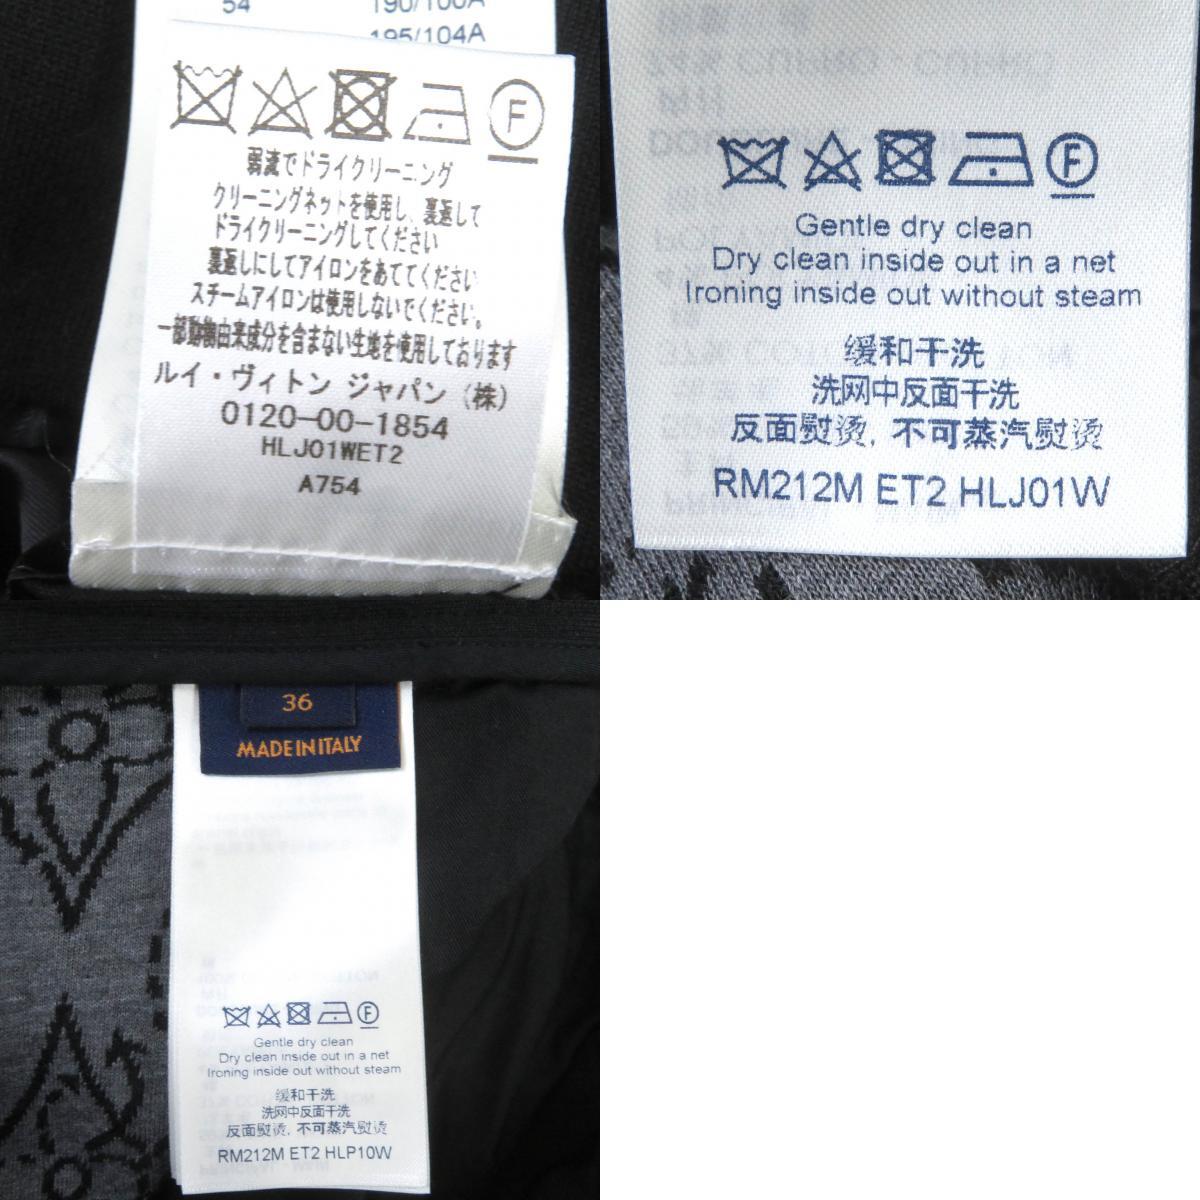 54 190/100A
195/104A
F
弱流でドライクリーニング
クリーニングネットを使用し、裏返して
ドライクリーニングしてください
裏返しにしてアイロンをあててください
スチームアイロンは使用しないでください。
一部動物由来成分を含まない生地を使用しております
ルイ・ヴィトン ジャパン（株）
0120-00-1854
HLJ01WET2
A754
F
Gentle dry clean
Dry clean inside out in a net
Ironing inside out without steam
缓和干洗
洗网中反面干洗
反面熨烫, 不可蒸汽熨烫
RM212M ET2 HLJ01W
36
MADE IN ITALY
F
Gentle dry clean
Dry clean inside out in a net
Ironing inside out without steam
缓和干洗
洗网中反面干洗
反面熨烫, 不可蒸汽熨烫
RM212M ET2 HLP10W